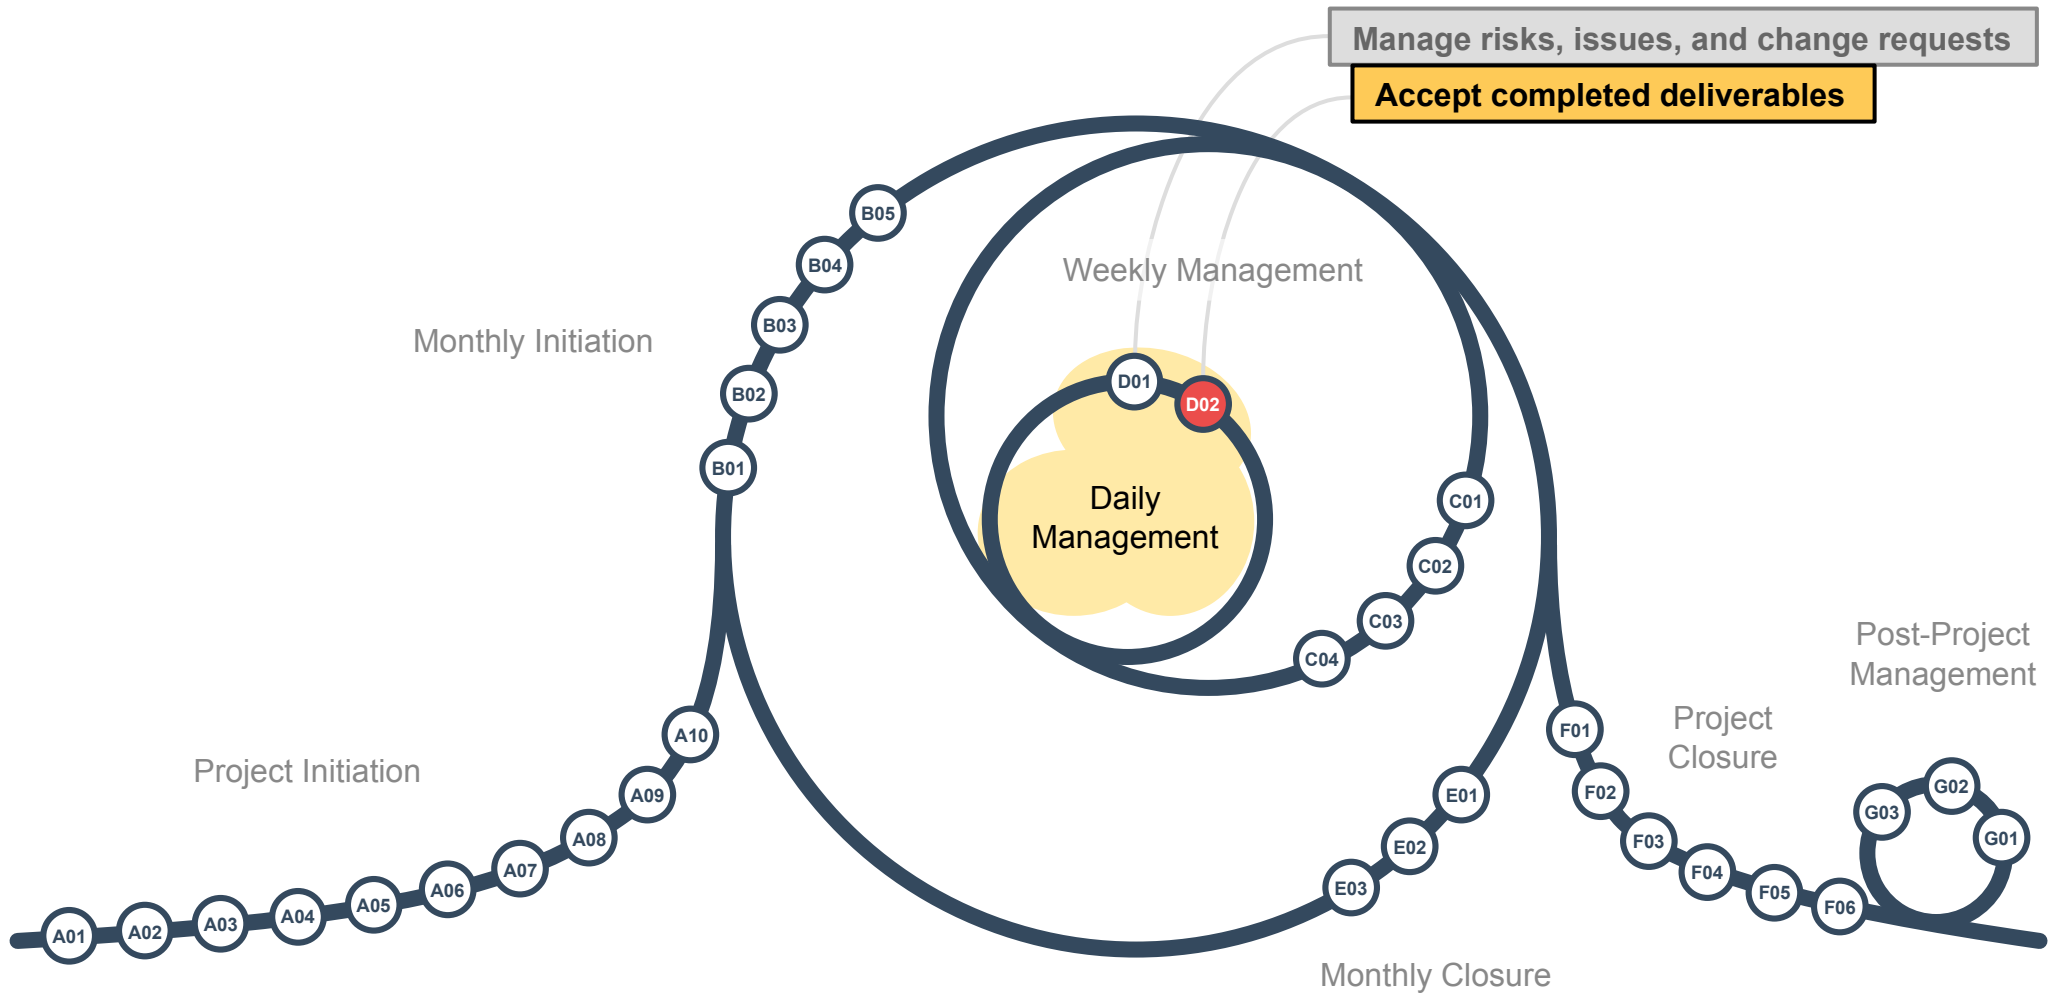 Manage risks, issues, and change requests
Accept completed deliverables
B05
B04
B03
B02
B01
Monthly Initiation
Weekly Management
D01
D02
Daily
Management
C01
C02
C03
C04
Project Initiation
A01
A02
A03
A04
A05
A06
A07
A08
A09
A10
E01
E02
E03
Monthly Closure
Project
Closure
F01
F02
F03
F04
F05
F06
Post-Project
Management
G03
G02
G01